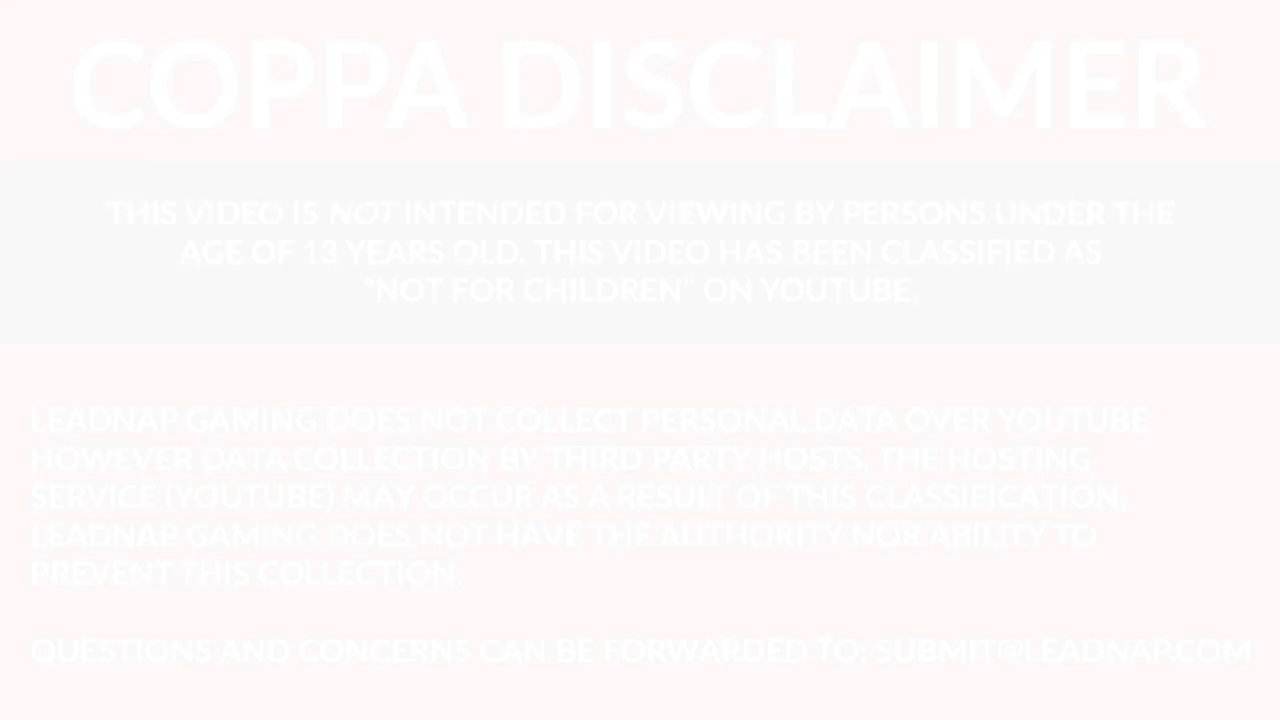 COPPA DISCLAIMER
THIS VIDEO IS NOT INTENDED FOR VIEWING BY PERSONS UNDER THE
AGE OF 13 YEARS OLD. THIS VIDEO HAS BEEN CLASSIFIED AS
"NOT FOR CHILDREN" ON YOUTUBE.
LEADNAP GAMING DOES NOT COLLECT PERSONAL DATA OVER YOUTUBE
HOWEVER DATA COLLECTION BY THIRD PARTY HOSTS, THE HOSTING
SERVICE (YOUTUBE) MAY OCCUR AS A RESULT OF THIS CLASSIFICATION;
LEADNAP GAMING DOES NOT HAVE THE AUTHORITY NOR ABILITY TO
PREVENT THIS COLLECTION.
QUESTIONS AND CONCERNS CAN BE FORWARDED TO: SUBMIT@LEADNAP.COM